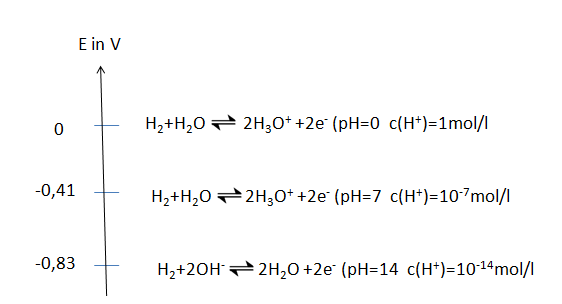 E in V
0 H₂+H₂O ⇌ 2H₃O⁺ +2e⁻ (pH=0 c(H⁺)=1mol/l
-0,41 H₂+H₂O ⇌ 2H₃O⁺ +2e⁻ (pH=7 c(H⁺)=10⁻⁷mol/l
-0,83 H₂+2OH⁻ ⇌ 2H₂O +2e⁻ (pH=14 c(H⁺)=10⁻¹⁴mol/l